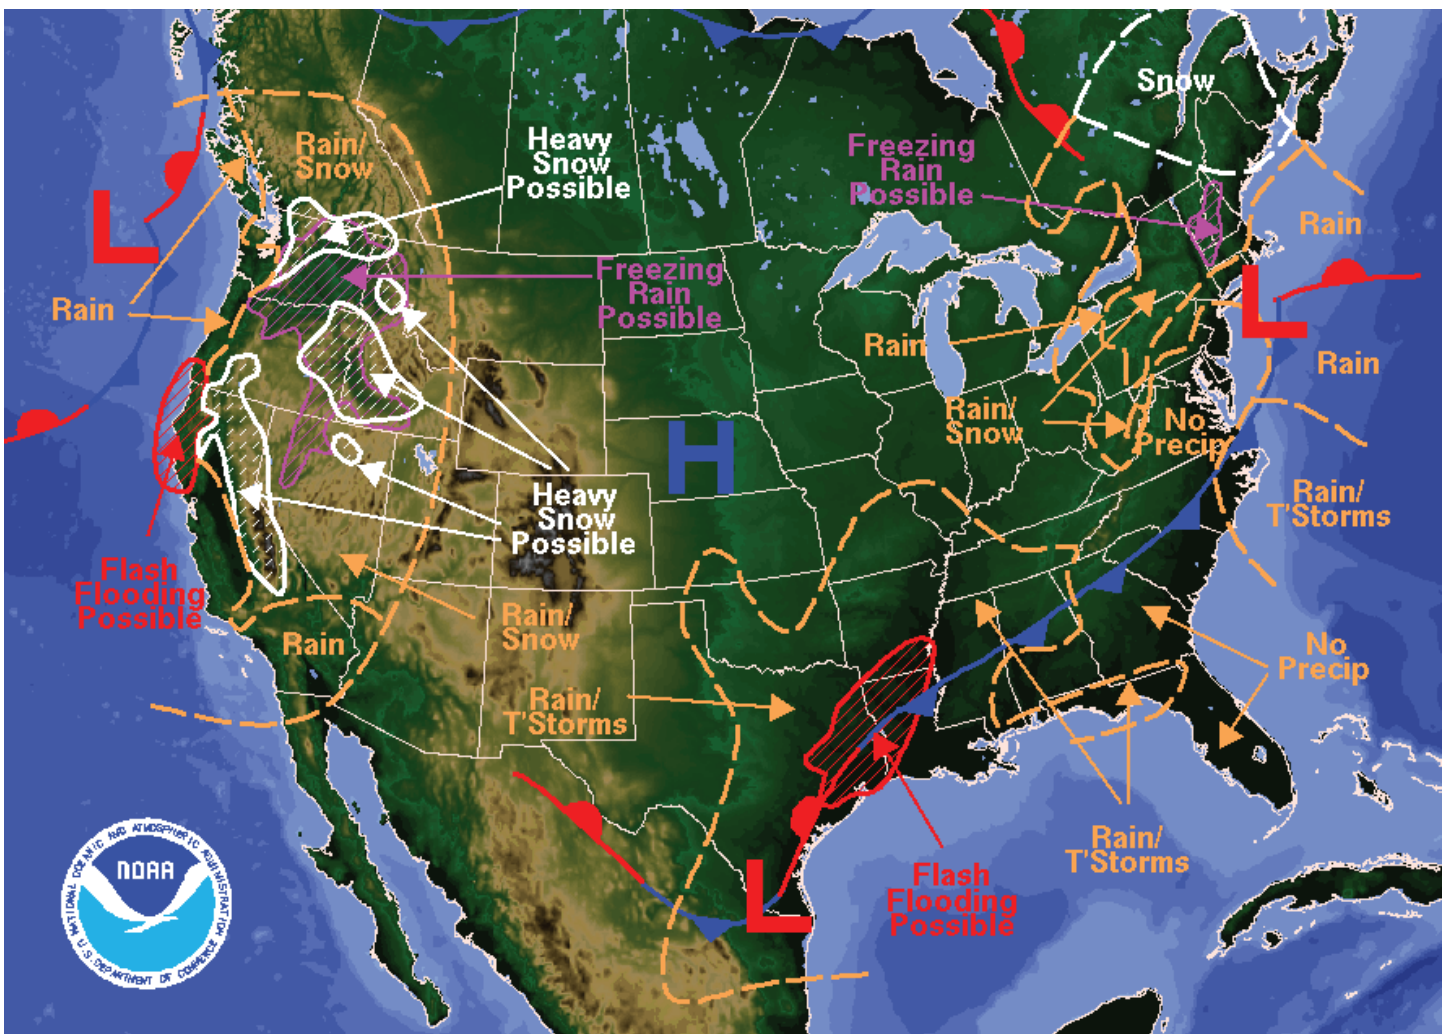 Snow
Rain/
Snow
Heavy
Snow
Possible
Freezing
Rain
Possible
L
Rain
Freezing
Rain
Possible
L
Rain
Rain
Rain
H
Rain/
Snow
No
Precip
Heavy
Snow
Possible
Rain/
T'Storms
Flash
Flooding
Possible
Rain/
Snow
Rain
No
Precip
Rain/
T'Storms
Rain/
T'Storms
L
Flash
Flooding
Possible
NATIONAL OCEANIC AND ATMOSPHERIC ADMINISTRATION
NOAA
U.S. DEPARTMENT OF COMMERCE